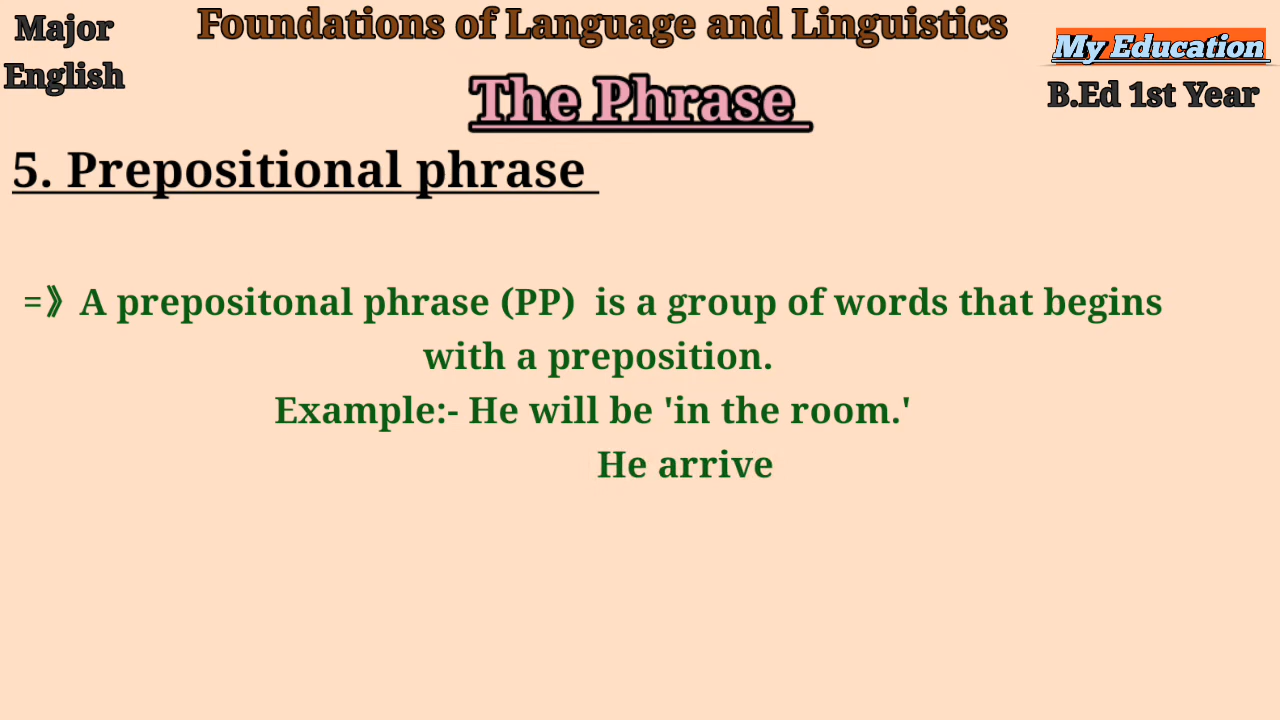 Major
English
Foundations of Language and Linguistics
My Education
B.Ed 1st Year
The Phrase
5. Prepositional phrase
=》A prepositonal phrase (PP)  is a group of words that begins
with a preposition.
Example:- He will be 'in the room.'
He arrive